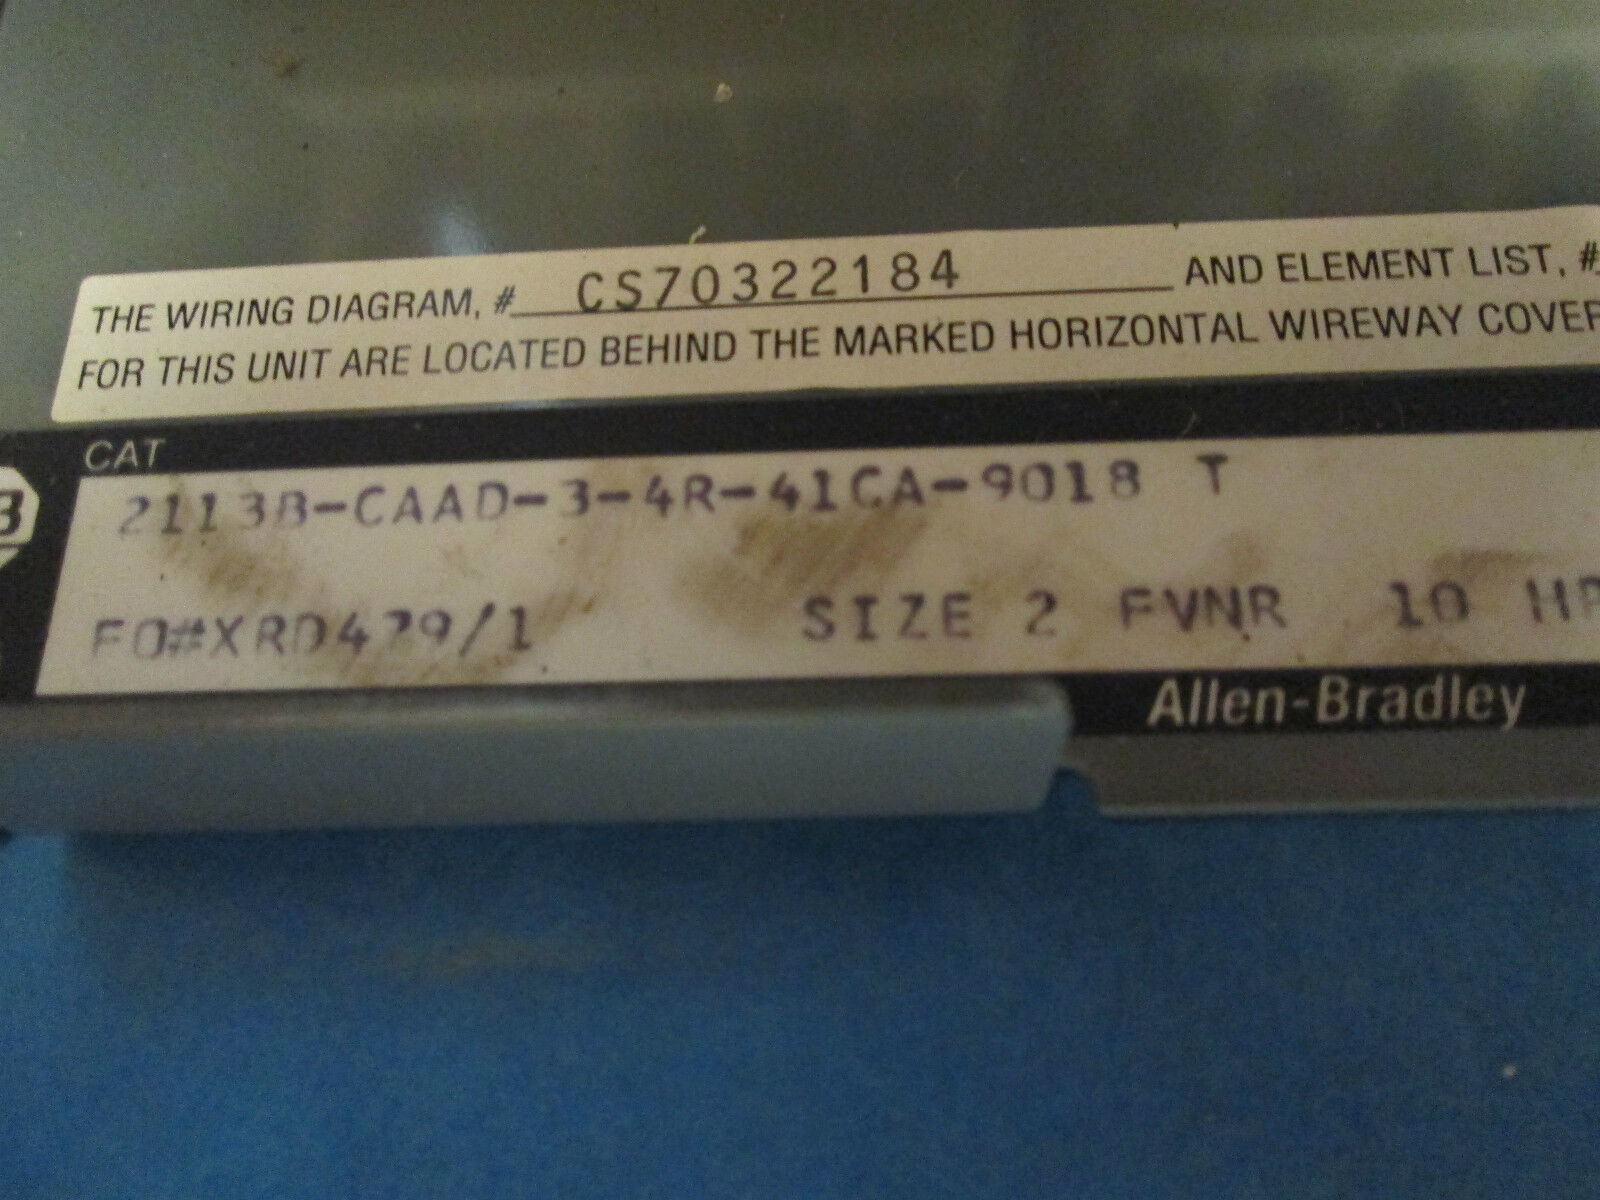 THE WIRING DIAGRAM, # CS70322184 AND ELEMENT LIST, #
FOR THIS UNIT ARE LOCATED BEHIND THE MARKED HORIZONTAL WIREWAY COVER
CAT
2113B-CAAD-3-4R-41CA-9018 T
FO#XRD479/1 SIZE 2 FVNR 10 HP
Allen-Bradley